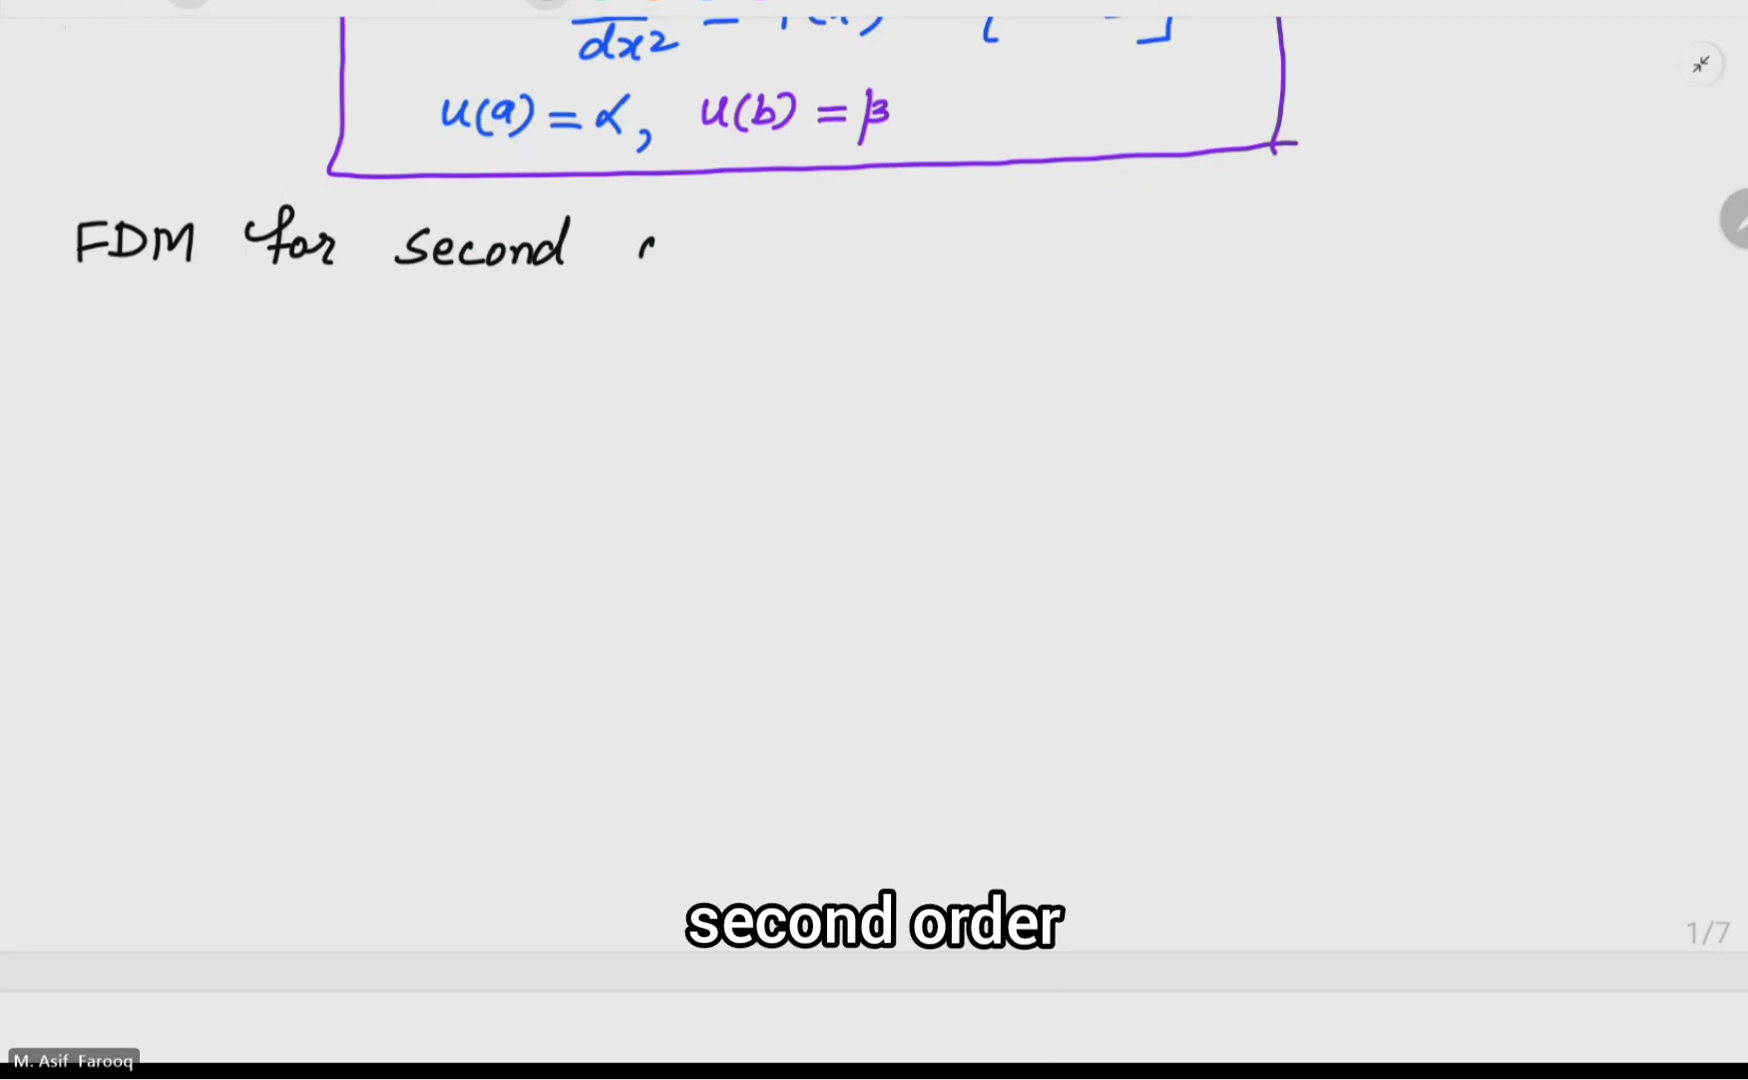 dx²
u(a) = α, u(b) = β
FDM for second
second order
1/7
M. Asif Farooq